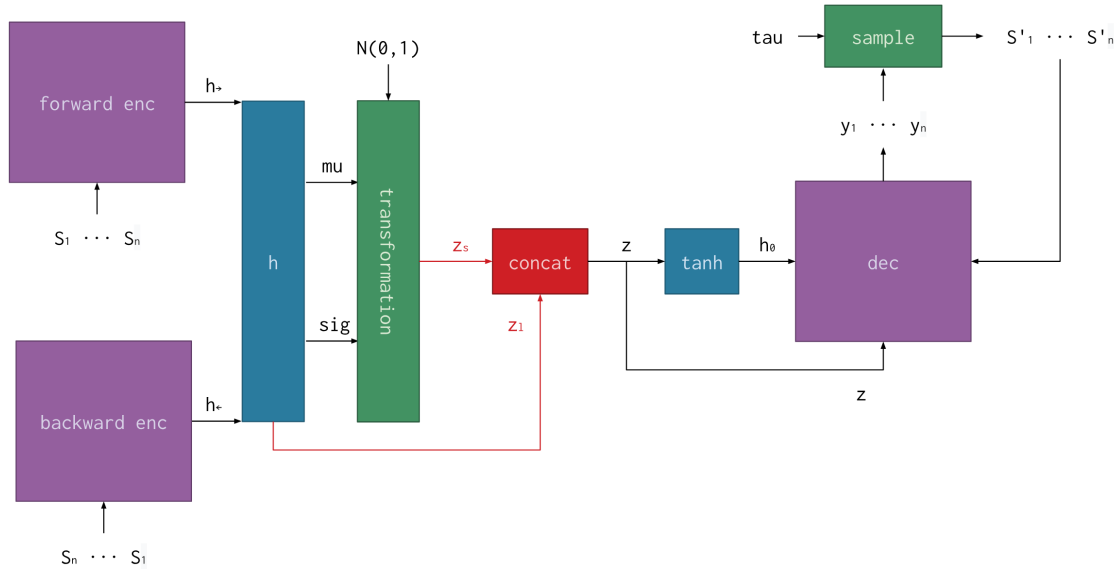 tau
sample
S'₁ ··· S'ₙ
N(0,1)
h→
forward enc
y₁ ··· yₙ
mu
transformation
S₁ ··· Sₙ
zₛ
z
h₀
h
concat
tanh
dec
sig
zₗ
z
h←
backward enc
Sₙ ··· S₁